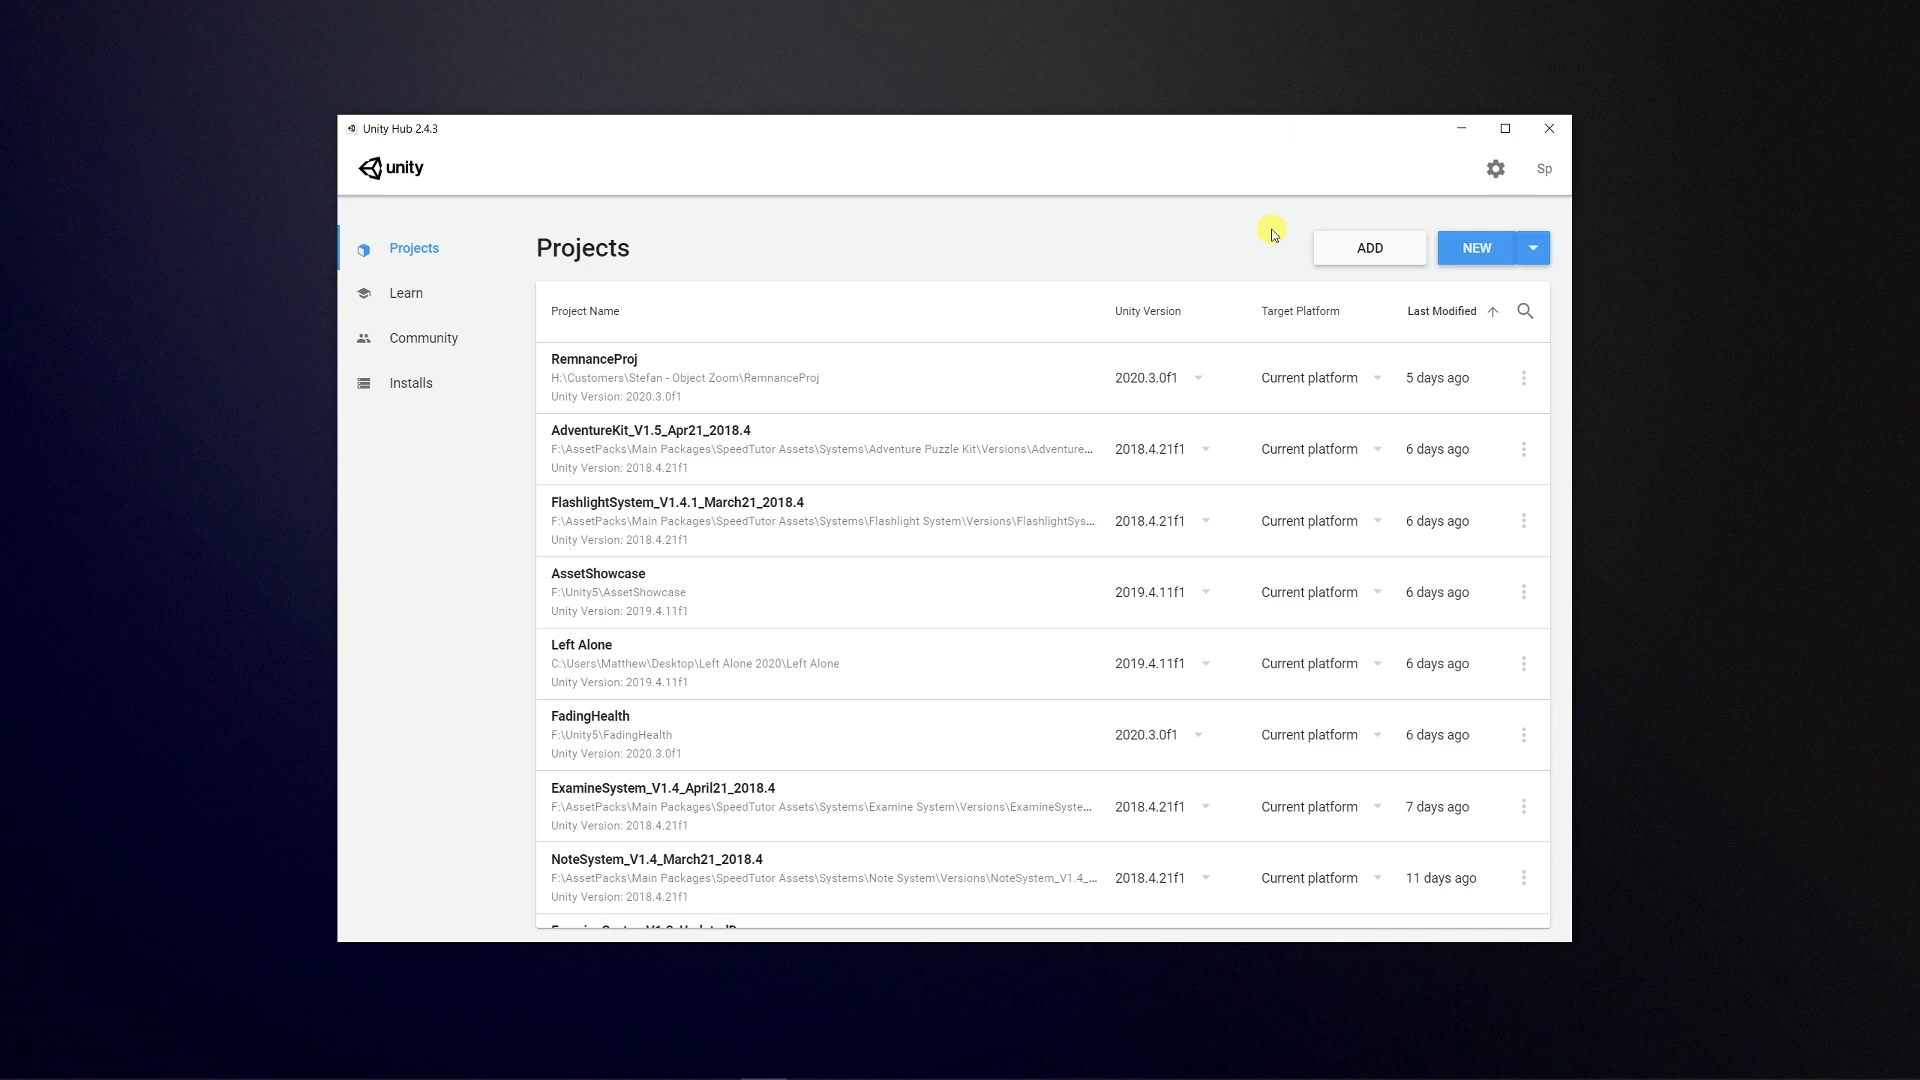 Unity Hub 2.4.3
unity
Sp
Projects
Learn
Community
Installs
Projects
ADD
NEW
Project Name Unity Version Target Platform Last Modified
RemnanceProj
H:\Customers\Stefan - Object Zoom\RemnanceProj
Unity Version: 2020.3.0f1
2020.3.0f1 Current platform 5 days ago
AdventureKit_V1.5_Apr21_2018.4
F:\AssetPacks\Main Packages\SpeedTutor Assets\Systems\Adventure Puzzle Kit\Versions\Adventure...
Unity Version: 2018.4.21f1
2018.4.21f1 Current platform 6 days ago
FlashlightSystem_V1.4.1_March21_2018.4
F:\AssetPacks\Main Packages\SpeedTutor Assets\Systems\Flashlight System\Versions\FlashlightSys...
Unity Version: 2018.4.21f1
2018.4.21f1 Current platform 6 days ago
AssetShowcase
F:\Unity5\AssetShowcase
Unity Version: 2019.4.11f1
2019.4.11f1 Current platform 6 days ago
Left Alone
C:\Users\Matthew\Desktop\Left Alone 2020\Left Alone
Unity Version: 2019.4.11f1
2019.4.11f1 Current platform 6 days ago
FadingHealth
F:\Unity5\FadingHealth
Unity Version: 2020.3.0f1
2020.3.0f1 Current platform 6 days ago
ExamineSystem_V1.4_April21_2018.4
F:\AssetPacks\Main Packages\SpeedTutor Assets\Systems\Examine System\Versions\ExamineSyste...
Unity Version: 2018.4.21f1
2018.4.21f1 Current platform 7 days ago
NoteSystem_V1.4_March21_2018.4
F:\AssetPacks\Main Packages\SpeedTutor Assets\Systems\Note System\Versions\NoteSystem_V1.4_...
Unity Version: 2018.4.21f1
2018.4.21f1 Current platform 11 days ago